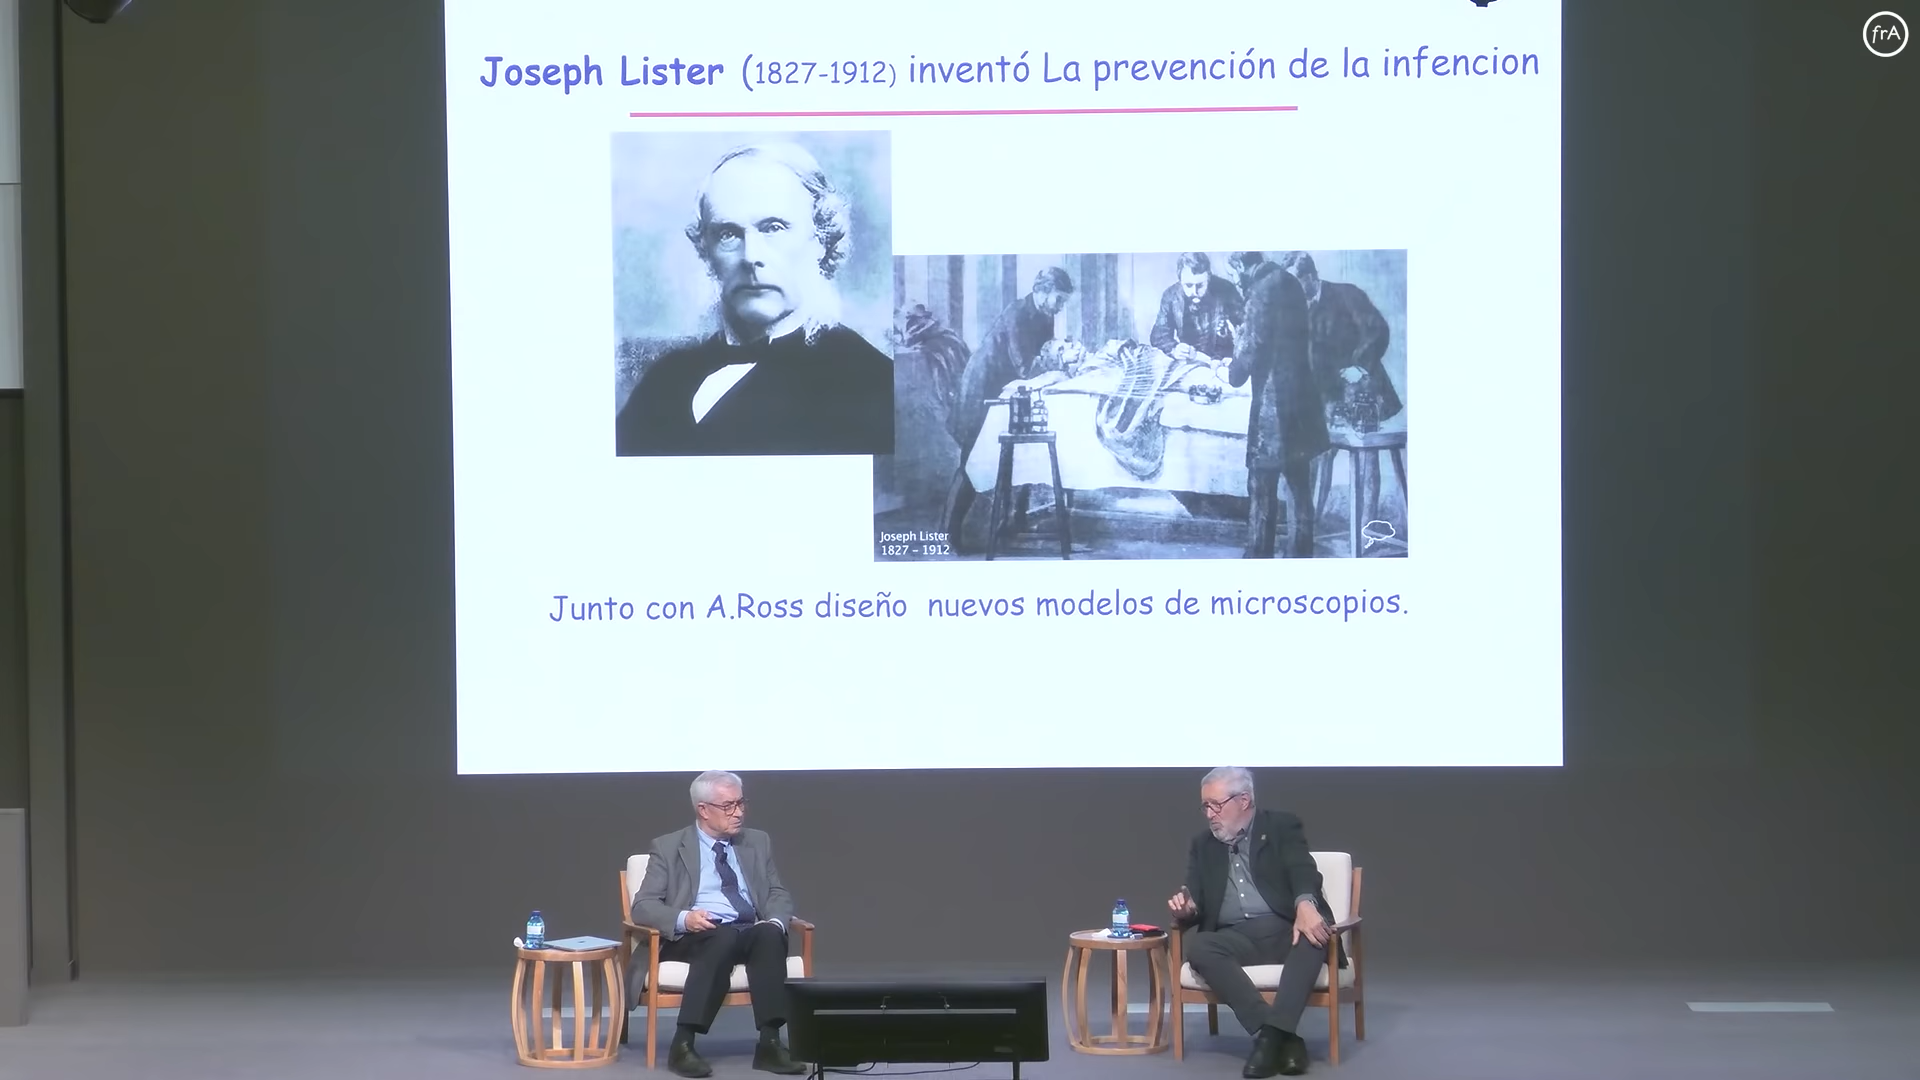 frA
Joseph Lister (1827-1912) inventó La prevención de la infencion
Joseph Lister
1827 - 1912
Junto con A.Ross diseño nuevos modelos de microscopios.